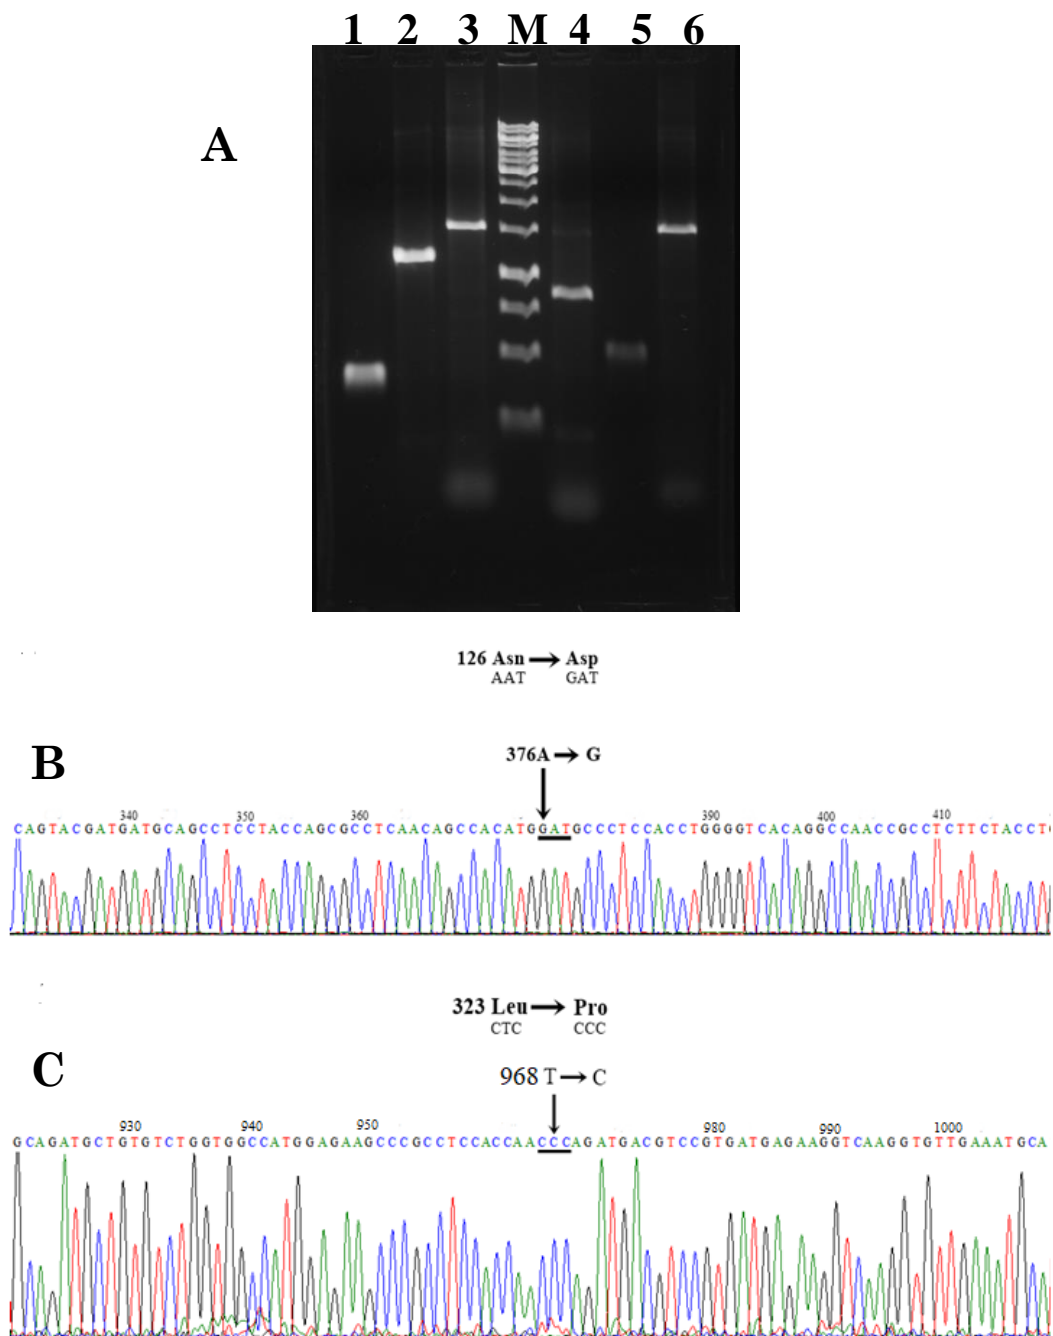 1 2 3 M 4 5 6
A
126 Asn → Asp
AAT GAT
B
376A → G
340 350 360 390 400 410
CAGTACGATGATGCAGCCTCCTACCAGCGCCTCAACAGCCACATGGATGCCCTCCACCTGGGGTCACAGGCCAACCGCCTCTTCTACCT
323 Leu → Pro
CTC CCC
C
968 T → C
930 940 950 980 990 1000
GCAGATGCTGTGTCTGGTGGCCATGGAGAAGCCCGCCTCCACCAACCCCAGATGACGTCCGTGATGAGAAGGTCAAGGTGTTGAAATGCA